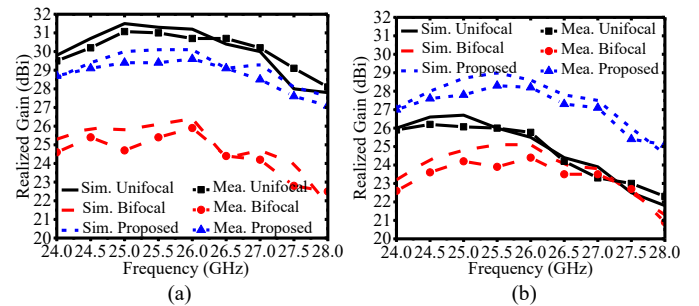 (a)
Realized Gain (dBi)
32
31
30
29
28
27
26
25
24
23
22
21
20
Sim. Unifocal
Mea. Unifocal
Sim. Bifocal
Mea. Bifocal
Sim. Proposed
Mea. Proposed
24.0 24.5 25.0 25.5 26.0 26.5 27.0 27.5 28.0
Frequency (GHz)
(a)
(b)
Realized Gain (dBi)
32
31
30
29
28
27
26
25
24
23
22
21
20
Sim. Unifocal
Mea. Unifocal
Sim. Bifocal
Mea. Bifocal
Sim. Proposed
Mea. Proposed
24.0 24.5 25.0 25.5 26.0 26.5 27.0 27.5 28.0
Frequency (GHz)
(b)